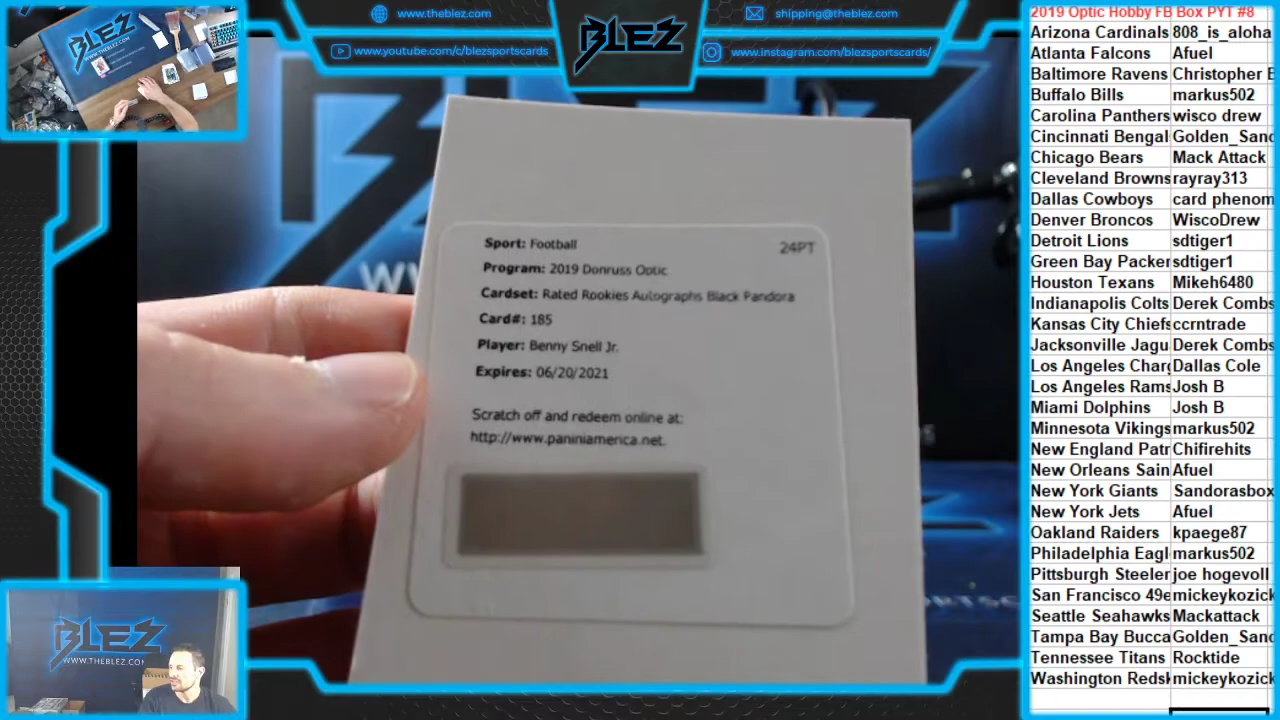 www.theblez.com
shipping@theblez.com
www.youtube.com/c/blezsportscards
BLEZ
www.instagram.com/blezsportscards/
Sport: Football
24PT
Program: 2019 Donruss Optic
Cardset: Rated Rookies Autographs Black Pandora
Card#: 185
Player: Benny Snell Jr.
Expires: 06/20/2021
Scratch off and redeem online at:
http://www.paniniamerica.net.
BLEZ
WWW.THEBLEZ.COM
2019 Optic Hobby FB Box PYT #8
Arizona Cardinals 808_is_aloha
Atlanta Falcons Afuel
Baltimore Ravens Christopher
Buffalo Bills markus502
Carolina Panthers wisco drew
Cincinnati Bengal Golden_Sand
Chicago Bears Mack Attack
Cleveland Browns rayray313
Dallas Cowboys card phenom
Denver Broncos WiscoDrew
Detroit Lions sdtiger1
Green Bay Packer sdtiger1
Houston Texans Mikeh6480
Indianapolis Colts Derek Combs
Kansas City Chiefs ccrntrade
Jacksonville Jagu Derek Combs
Los Angeles Charg Dallas Cole
Los Angeles Rams Josh B
Miami Dolphins Josh B
Minnesota Vikings markus502
New England Patr Chifirehits
New Orleans Sain Afuel
New York Giants Sandorasbox
New York Jets Afuel
Oakland Raiders kpaege87
Philadelphia Eagl markus502
Pittsburgh Steeler joe hogevoll
San Francisco 49e mickeykozick
Seattle Seahawks Mackattack
Tampa Bay Bucca Golden_Sand
Tennessee Titans Rocktide
Washington Redsk mickeykozick